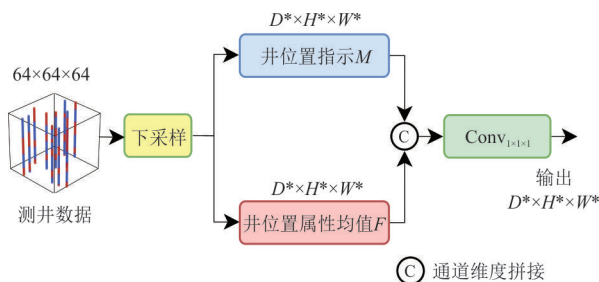 D*×H*×W*
64×64×64
井位置指示M
下采样
C
Conv1×1×1
D*×H*×W*
输出
D*×H*×W*
测井数据
井位置属性均值F
C 通道维度拼接